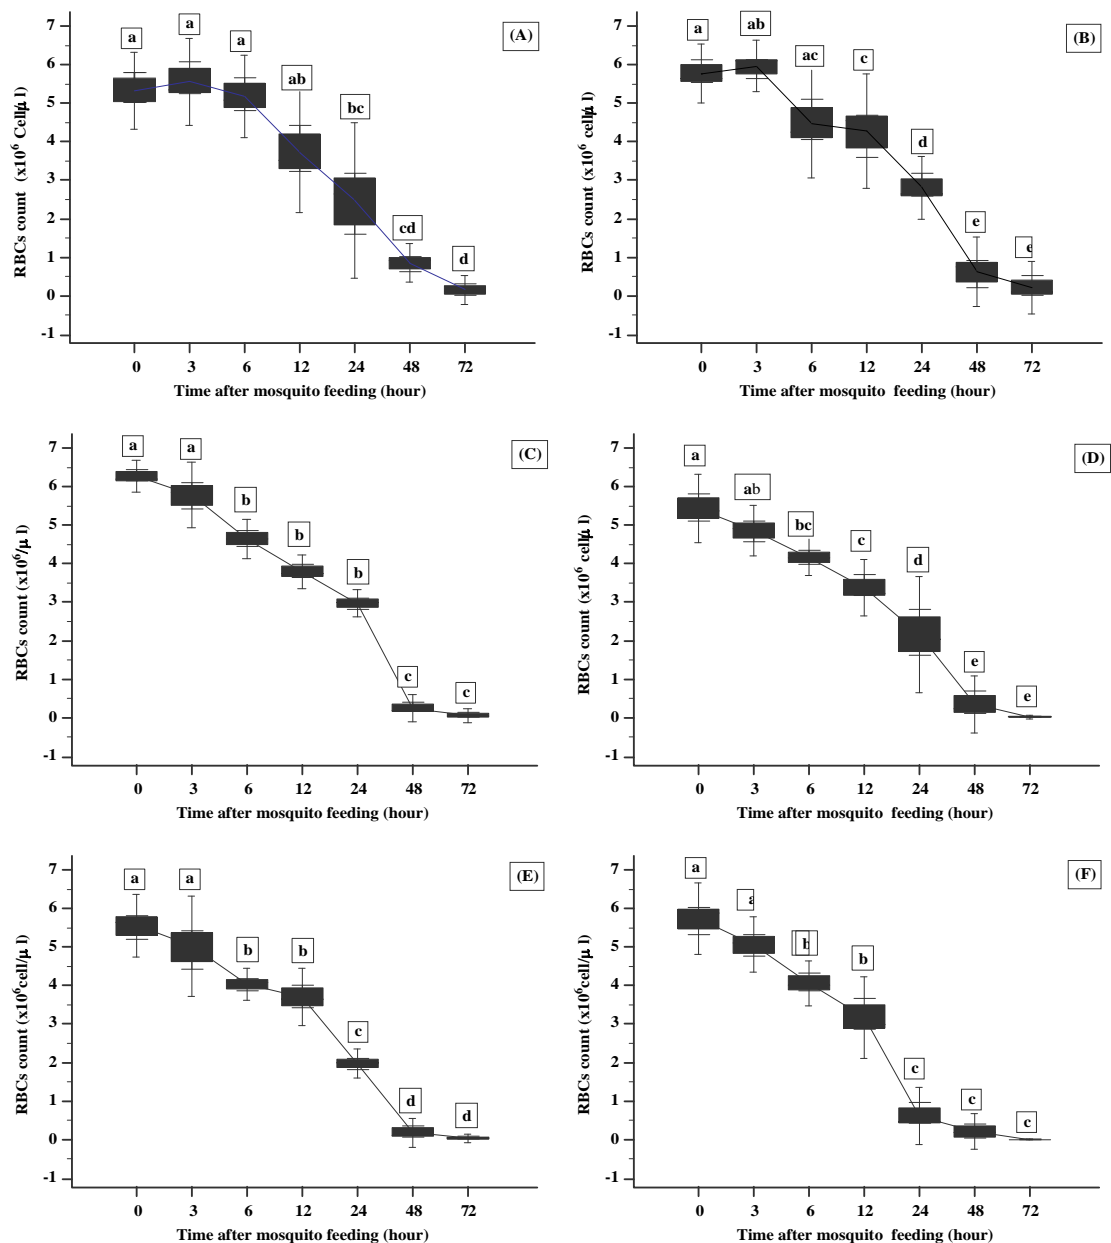 (A)
RBCs count (x10⁶ Cell/µl)
7
6
5
4
3
2
1
0
-1
a
a
a
ab
bc
cd
d
0 3 6 12 24 48 72
Time after mosquito feeding (hour)
(B)
RBCs count (x10⁶ cell/µl)
7
6
5
4
3
2
1
0
-1
a
ab
ac
c
d
e
e
0 3 6 12 24 48 72
Time after mosquito feeding (hour)
(C)
RBCs count (x10⁶/µ l)
7
6
5
4
3
2
1
0
-1
a
a
b
b
b
c
c
0 3 6 12 24 48 72
Time after mosquito feeding (hour)
(D)
RBCs count (x10⁶ cell/µ l)
7
6
5
4
3
2
1
0
-1
a
ab
bc
c
d
e
e
0 3 6 12 24 48 72
Time after mosquito feeding (hour)
(E)
RBCs count (x10⁶cell/µ l)
7
6
5
4
3
2
1
0
-1
a
a
b
b
c
d
d
0 3 6 12 24 48 72
Time after mosquito feeding (hour)
(F)
RBCs count (x10⁶ cell/µ l)
7
6
5
4
3
2
1
0
-1
a
a
b
b
c
c
c
0 3 6 12 24 48 72
Time after mosquito feeding (hour)